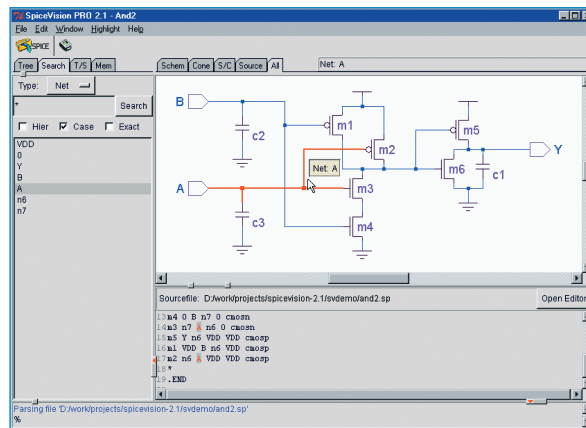 SpiceVision PRO 2.1 - And2
File Edit Window Highlight Help
SPICE
Tree Search T/S Mem
Schem Cone S/C Source All Net: A
Type: Net
* Search
Hier Case Exact
VDD
0
Y
B
A
n6
n7
B
c2
m1
m2
m5
Y
Net: A
m6
c1
A
m3
c3
m4
Sourcefile: D:/work/projects/spicevision-2.1/svdemo/and2.sp Open Editor
13 m4 0 B n7 0 cmosn
14 m3 n7 A n6 0 cmosn
15 m5 Y n6 VDD VDD cmosp
16 m1 VDD B n6 VDD cmosp
17 m2 n6 A VDD VDD cmosp
18 *
19 .END
Parsing file 'D:/work/projects/spicevision-2.1/svdemo/and2.sp'
%